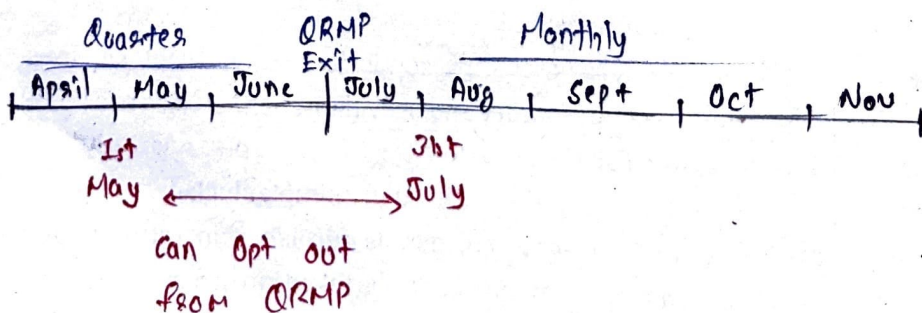 Quarter QRMP Exit Monthly
April May June July Aug Sept Oct Nov
1st May 31st July
Can Opt out
from QRMP